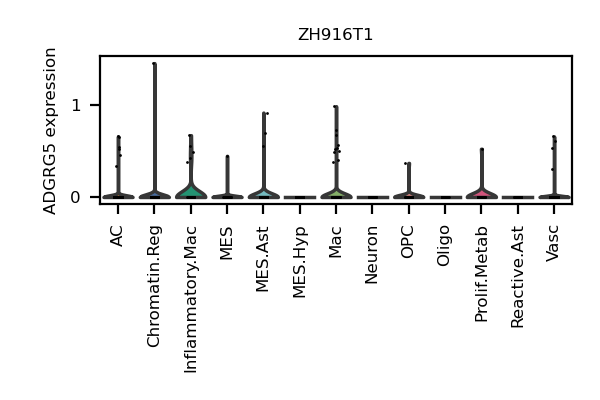 ZH916T1
ADGRG5 expression
1
0
AC
Chromatin.Reg
Inflammatory.Mac
MES
MES.Ast
MES.Hyp
Mac
Neuron
OPC
Oligo
Prolif.Metab
Reactive.Ast
Vasc